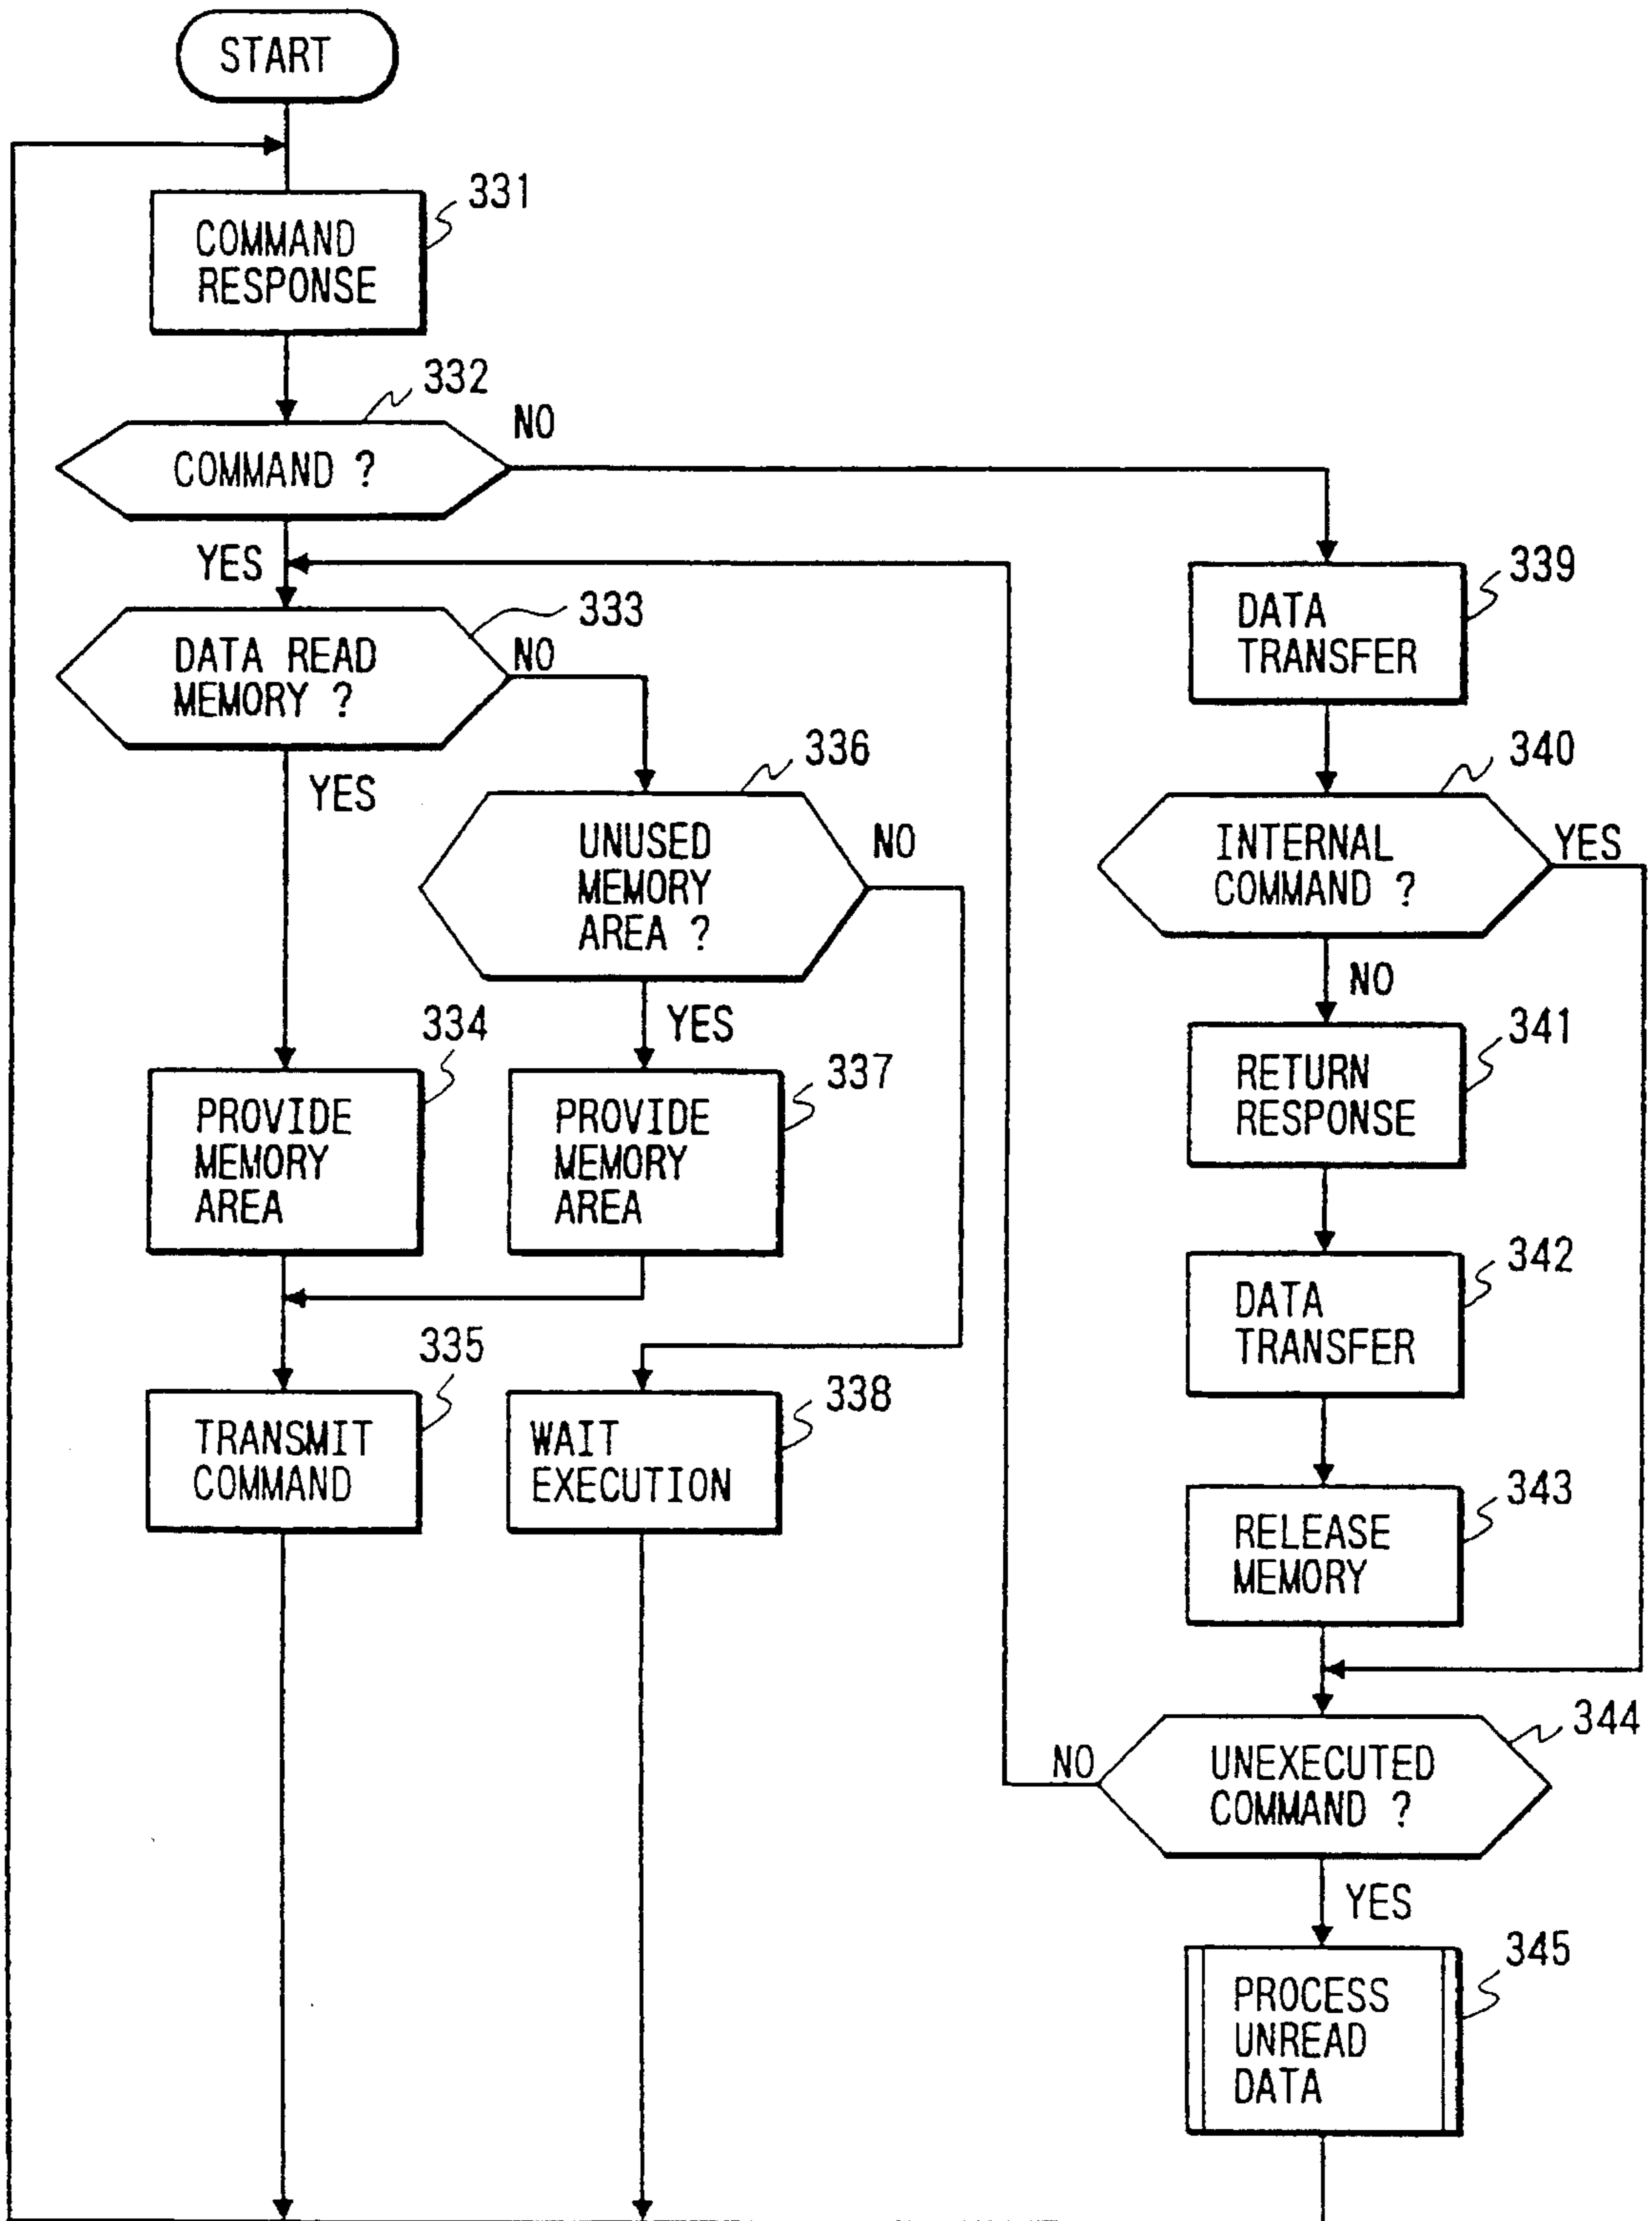 START
331
COMMAND
RESPONSE
332
COMMAND ?
NO
YES
333
DATA READ
MEMORY ?
NO
YES
336
UNUSED
MEMORY
AREA ?
NO
YES
334
PROVIDE
MEMORY
AREA
337
PROVIDE
MEMORY
AREA
335
TRANSMIT
COMMAND
338
WAIT
EXECUTION
339
DATA
TRANSFER
340
INTERNAL
COMMAND ?
YES
NO
341
RETURN
RESPONSE
342
DATA
TRANSFER
343
RELEASE
MEMORY
344
UNEXECUTED
COMMAND ?
NO
YES
345
PROCESS
UNREAD
DATA